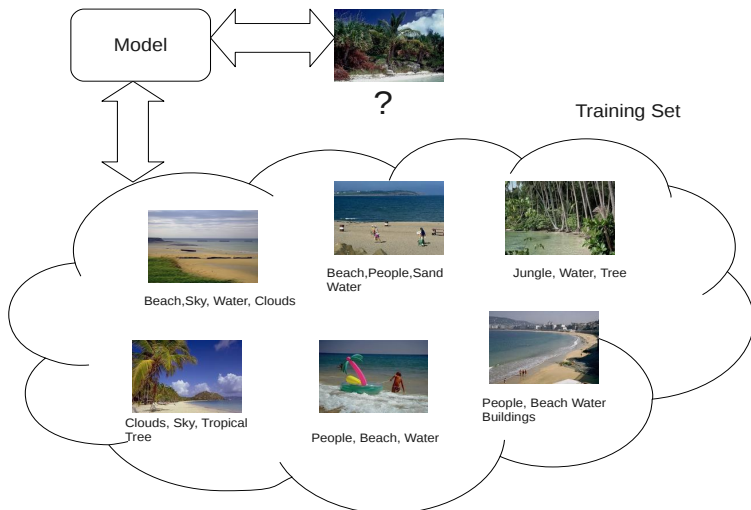 Model
?
Training Set
Beach,Sky, Water, Clouds
Beach,People,Sand
Water
Jungle, Water, Tree
Clouds, Sky, Tropical
Tree
People, Beach, Water
People, Beach Water
Buildings